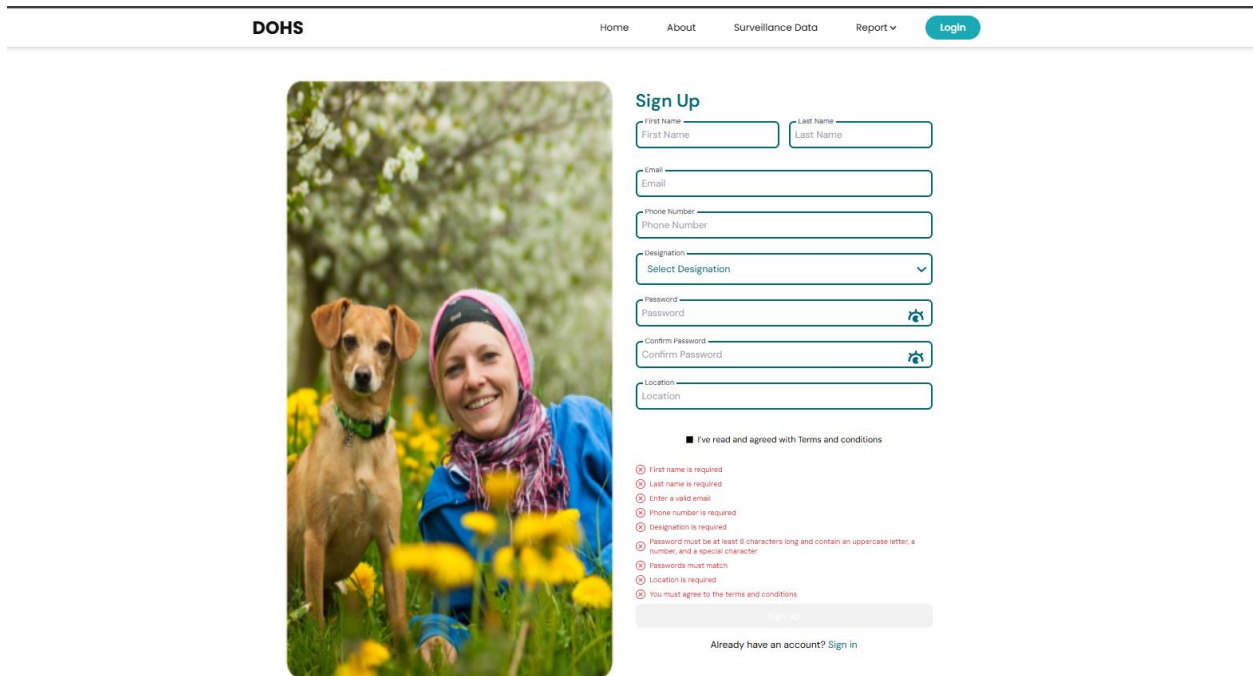 DOHS
Home About Surveillance Data Report Login
Sign Up
First Name Last Name
First Name Last Name
Email
Email
Phone Number
Phone Number
Designation
Select Designation
Password
Password
Confirm Password
Confirm Password
Location
Location
I've read and agreed with Terms and conditions
First name is required
Last name is required
Enter a valid email
Phone number is required
Designation is required
Password must be at least 8 characters long and contain an uppercase letter, a
number, and a special character
Passwords must match
Location is required
You must agree to the terms and conditions
Sign up
Already have an account? Sign in